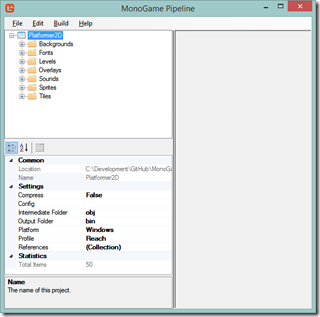 MonoGame Pipeline
File Edit Build Help
Platformer2D
Backgrounds
Fonts
Levels
Overlays
Sounds
Sprites
Tiles
Common
Location C:\Development\GitHub\MonoGa
Name Platformer2D
Settings
Compress False
Config
Intermediate Folder obj
Output Folder bin
Platform Windows
Profile Reach
References (Collection)
Statistics
Total Items 50
Name
The name of this project.